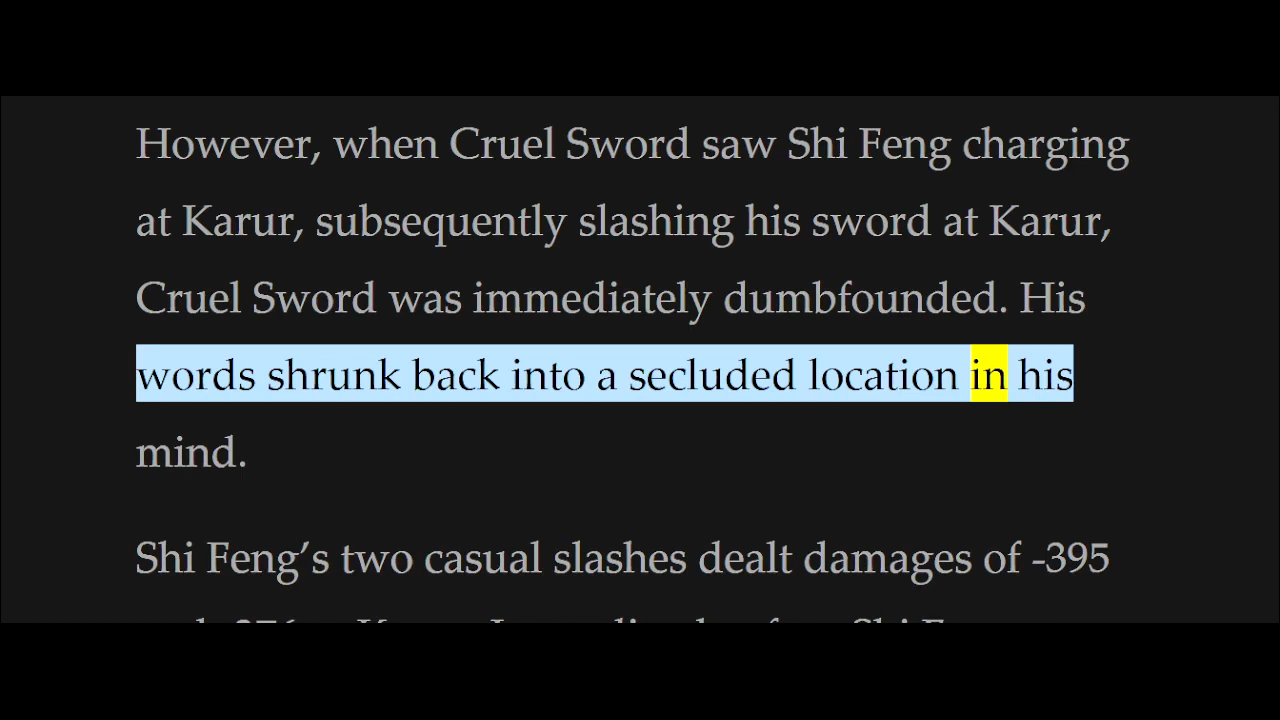 However, when Cruel Sword saw Shi Feng charging
at Karur, subsequently slashing his sword at Karur,
Cruel Sword was immediately dumbfounded. His
words shrunk back into a secluded location in his
mind.
Shi Feng’s two casual slashes dealt damages of -395